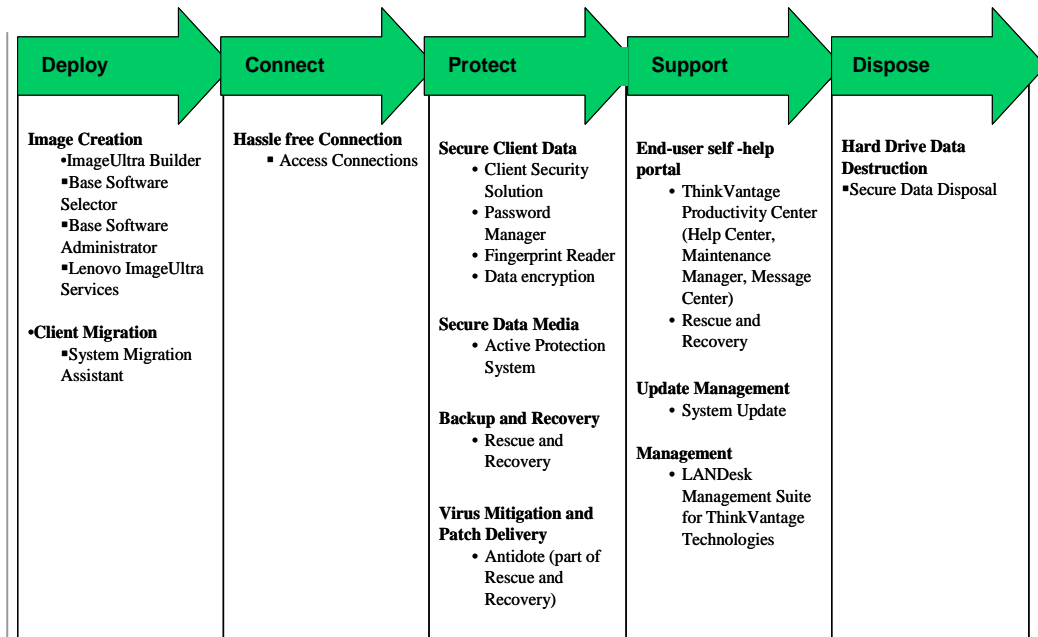 Deploy
Connect
Protect
Support
Dispose
Image Creation
•ImageUltra Builder
▪Base Software
Selector
▪Base Software
Administrator
▪Lenovo ImageUltra
Services
•Client Migration
▪System Migration
Assistant
Hassle free Connection
▪ Access Connections
Secure Client Data
• Client Security
Solution
• Password
Manager
• Fingerprint Reader
• Data encryption
Secure Data Media
• Active Protection
System
Backup and Recovery
• Rescue and
Recovery
Virus Mitigation and
Patch Delivery
• Antidote (part of
Rescue and
Recovery)
End-user self -help
portal
• ThinkVantage
Productivity Center
(Help Center,
Maintenance
Manager, Message
Center)
• Rescue and
Recovery
Update Management
• System Update
Management
• LANDesk
Management Suite
for ThinkVantage
Technologies
Hard Drive Data
Destruction
▪Secure Data Disposal